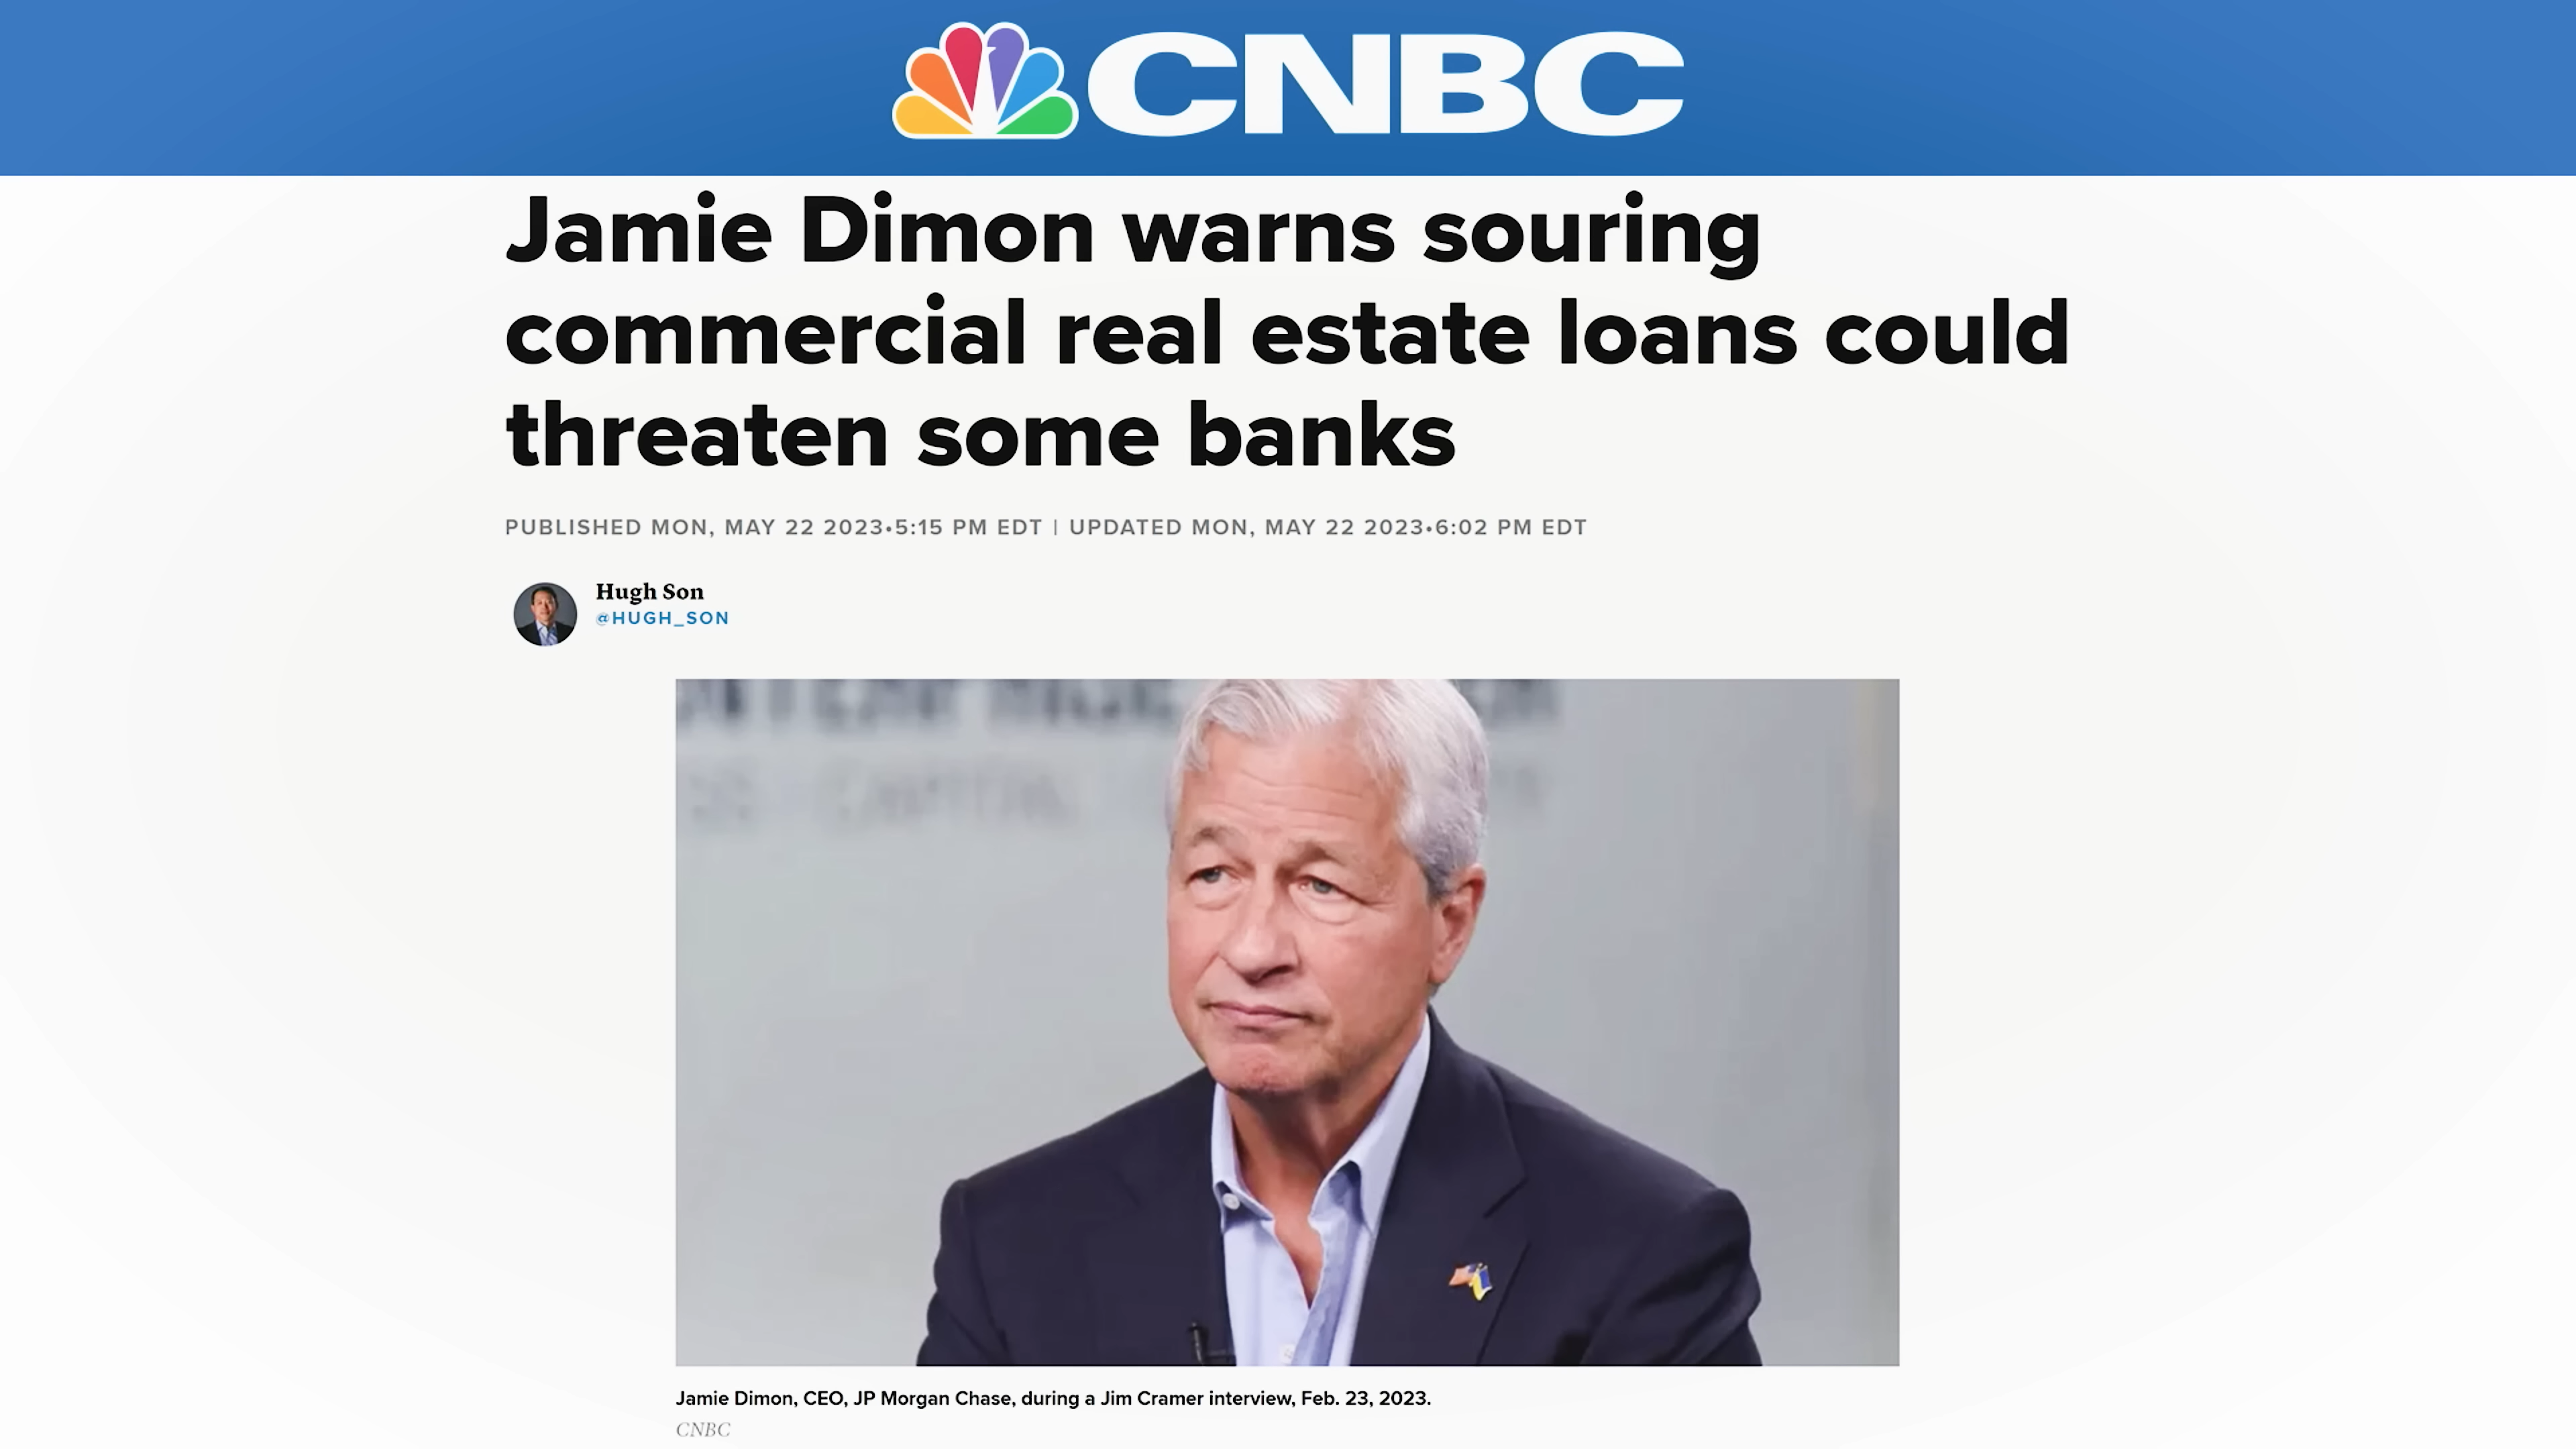 CNBC
Jamie Dimon warns souring
commercial real estate loans could
threaten some banks
PUBLISHED MON, MAY 22 2023•5:15 PM EDT | UPDATED MON, MAY 22 2023•6:02 PM EDT
Hugh Son
@HUGH_SON
CAPITAL
Jamie Dimon, CEO, JP Morgan Chase, during a Jim Cramer interview, Feb. 23, 2023.
CNBC